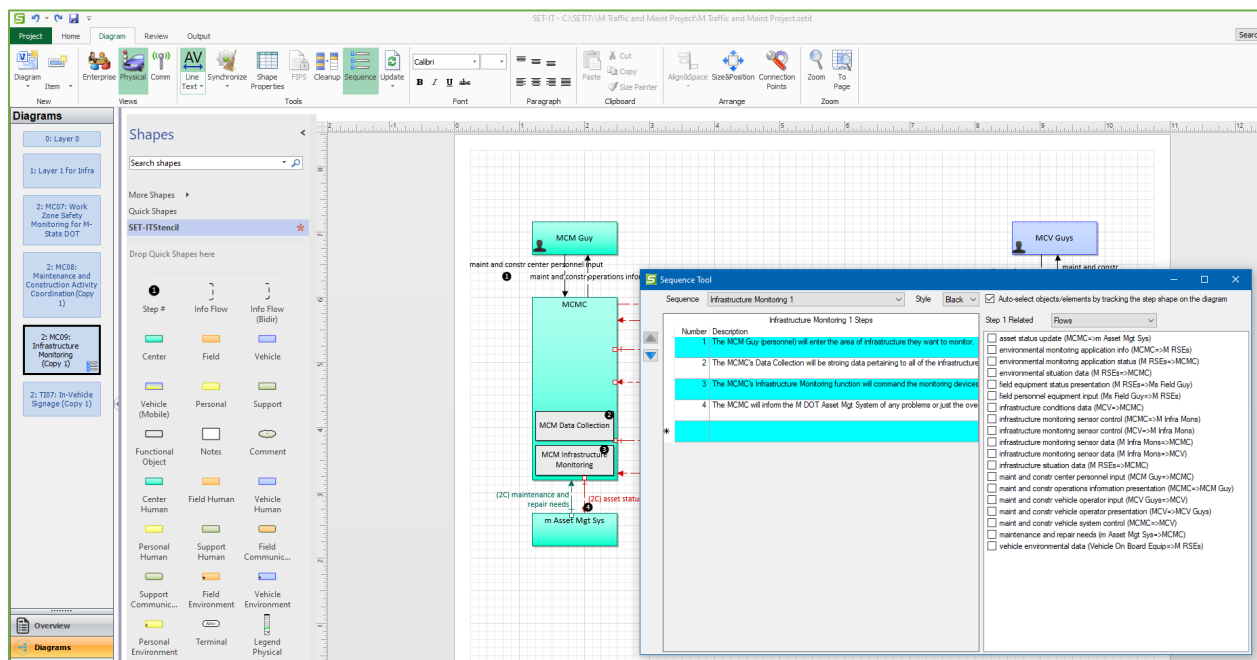 SET-IT - C:\SETIT\\M Traffic and Maint Project\M Traffic and Maint Project.setit
Project Home Diagram Review Output
Sear
Diagram Item Enterprise Physical Comm Line Text Synchronize Shape Properties FIPS Cleanup Sequence Update
Calibri
B I U abc
Paste Cut Copy Size Painter
Align&Space Size&Position Connection Points Zoom To Page
New Views Tools Font Paragraph Clipboard Arrange Zoom
Diagrams
0: Layer 0
1: Layer 1 for Infra
2: MC07: Work
Zone Safety
Monitoring for M-
State DOT
2: MC08:
Maintenance and
Construction Activity
Coordination (Copy
1)
2: MC09:
Infrastructure
Monitoring
(Copy 1)
2: TI07: In-Vehicle
Signage (Copy 1)
Overview
Diagrams
Shapes
Search shapes
More Shapes
Quick Shapes
SET-ITStencil
Drop Quick Shapes here
Step # Info Flow Info Flow
(Bidir)
Center Field Vehicle
Vehicle
(Mobile) Personal Support
Functional
Object Notes Comment
Center
Human Field Human Vehicle
Human
Personal
Human Support
Human Field
Communic...
Support
Communic... Field
Environment Vehicle
Environment
Personal
Environment Terminal Legend
Physical
MCM Guy
MCV Guys
maint and constr center personnel input
1 maint and constr operations infor
maint and constr
MCMC
MCM Data Collection
2
MCM Infrastructure
Monitoring
3
(2C) maintenance and
repair needs
(2C) asset status
4
m Asset Mgt Sys
Sequence Tool
Sequence Infrastructure Monitoring 1 Style Black Auto-select objects/elements by tracking the step shape on the diagram
Infrastructure Monitoring 1 Steps
Step 1 Related Flows
Number Description
1 The MCM Guy (personnel) will enter the area of infrastructure they want to monitor.
2 The MCMC's Data Collection will be stroing data pertaining to all of the infrastructure
3 The MCMC's Infrastructure Monitoring function will command the monitoring devices
4 The MCMC will inform the M DOT Asset Mgt System of any problems or just the ove
asset status update (MCMC=>m Asset Mgt Sys)
environmental monitoring application info (MCMC=>M RSEs)
environmental monitoring application status (M RSEs=>MCMC)
environmental situation data (M RSEs=>MCMC)
field equipment status presentation (M RSEs=>Ms Field Guy)
field personnel equipment input (Ms Field Guy=>M RSEs)
infrastructure conditions data (MCV=>MCMC)
infrastructure monitoring sensor control (MCMC=>M Infra Mons)
infrastructure monitoring sensor control (MCV=>M Infra Mons)
infrastructure monitoring sensor data (M Infra Mons=>MCMC)
infrastructure monitoring sensor data (M Infra Mons=>MCV)
infrastructure situation data (M RSEs=>MCMC)
maint and constr center personnel input (MCM Guy=>MCMC)
maint and constr operations information presentation (MCMC=>MCM Guy)
maint and constr vehicle operator input (MCV Guys=>MCV)
maint and constr vehicle operator presentation (MCV=>MCV Guys)
maint and constr vehicle system control (MCMC=>MCV)
maintenance and repair needs (m Asset Mgt Sys=>MCMC)
vehicle environmental data (Vehicle On Board Equip=>M RSEs)